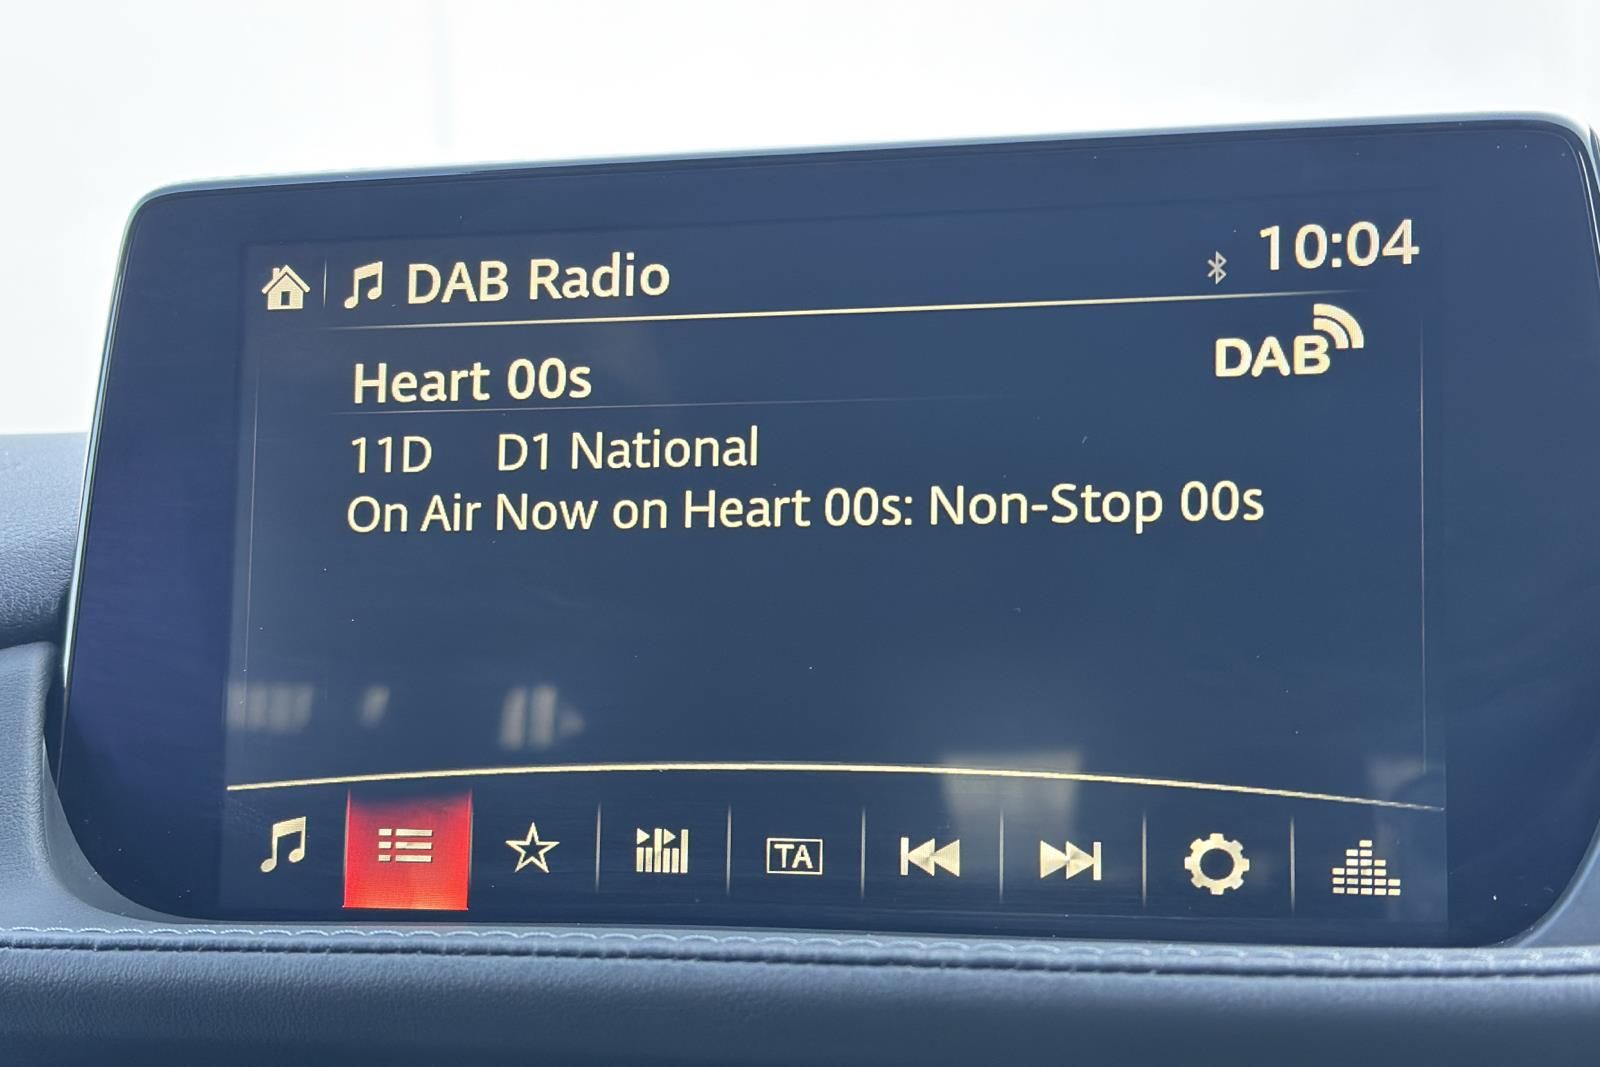 DAB Radio
10:04
DAB
Heart 00s
11D D1 National
On Air Now on Heart 00s: Non-Stop 00s
TA